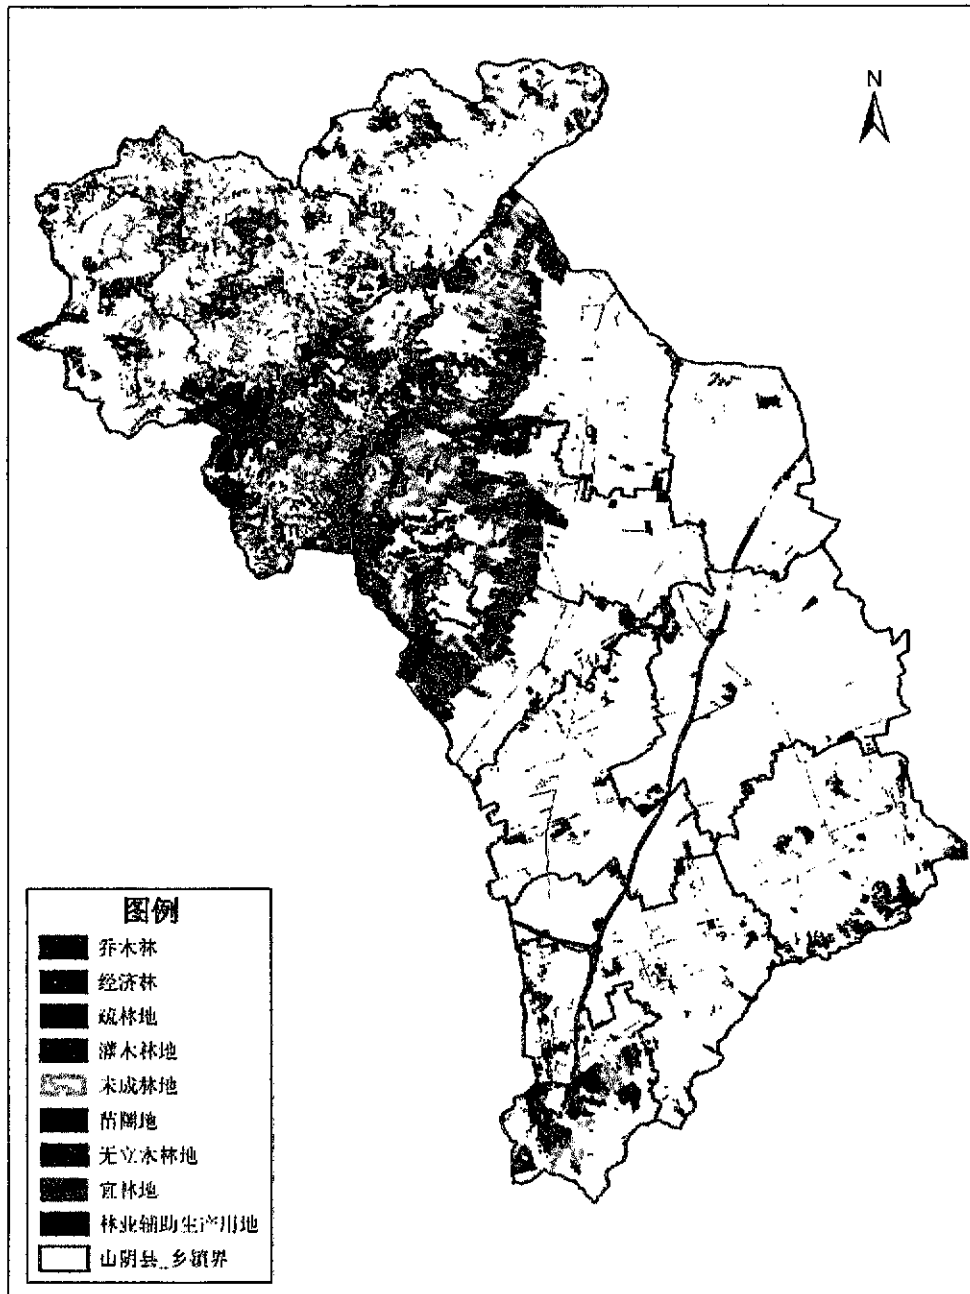 N
图例
乔木林
经济林
疏林地
灌木林地
未成林地
苗圃地
无立木林地
宜林地
林业辅助生产用地
山阴县_乡镇界